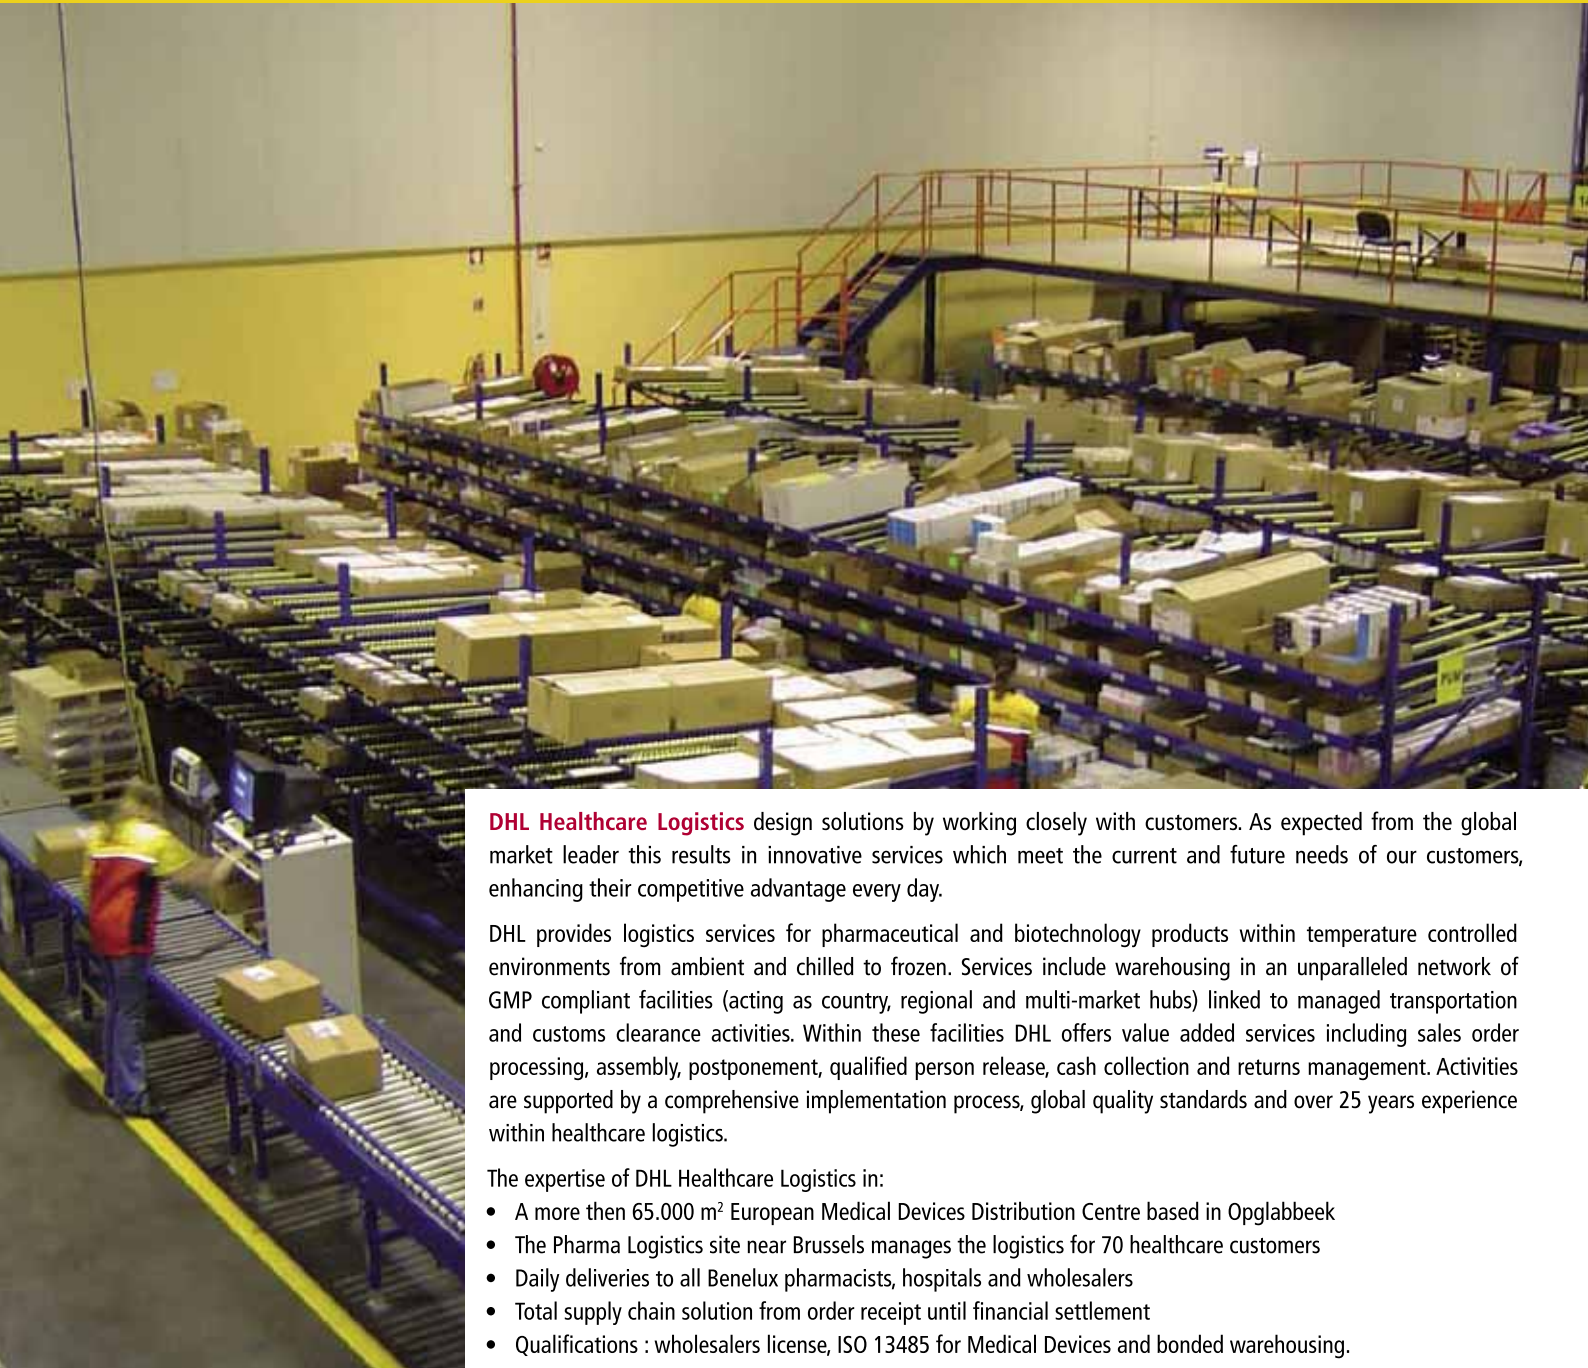 DHL Healthcare Logistics design solutions by working closely with customers. As expected from the global
market leader this results in innovative services which meet the current and future needs of our customers,
enhancing their competitive advantage every day.
DHL provides logistics services for pharmaceutical and biotechnology products within temperature controlled
environments from ambient and chilled to frozen. Services include warehousing in an unparalleled network of
GMP compliant facilities (acting as country, regional and multi-market hubs) linked to managed transportation
and customs clearance activities. Within these facilities DHL offers value added services including sales order
processing, assembly, postponement, qualified person release, cash collection and returns management. Activities
are supported by a comprehensive implementation process, global quality standards and over 25 years experience
within healthcare logistics.
The expertise of DHL Healthcare Logistics in:
• A more then 65.000 m² European Medical Devices Distribution Centre based in Opglabbeek
• The Pharma Logistics site near Brussels manages the logistics for 70 healthcare customers
• Daily deliveries to all Benelux pharmacists, hospitals and wholesalers
• Total supply chain solution from order receipt until financial settlement
• Qualifications : wholesalers license, ISO 13485 for Medical Devices and bonded warehousing.